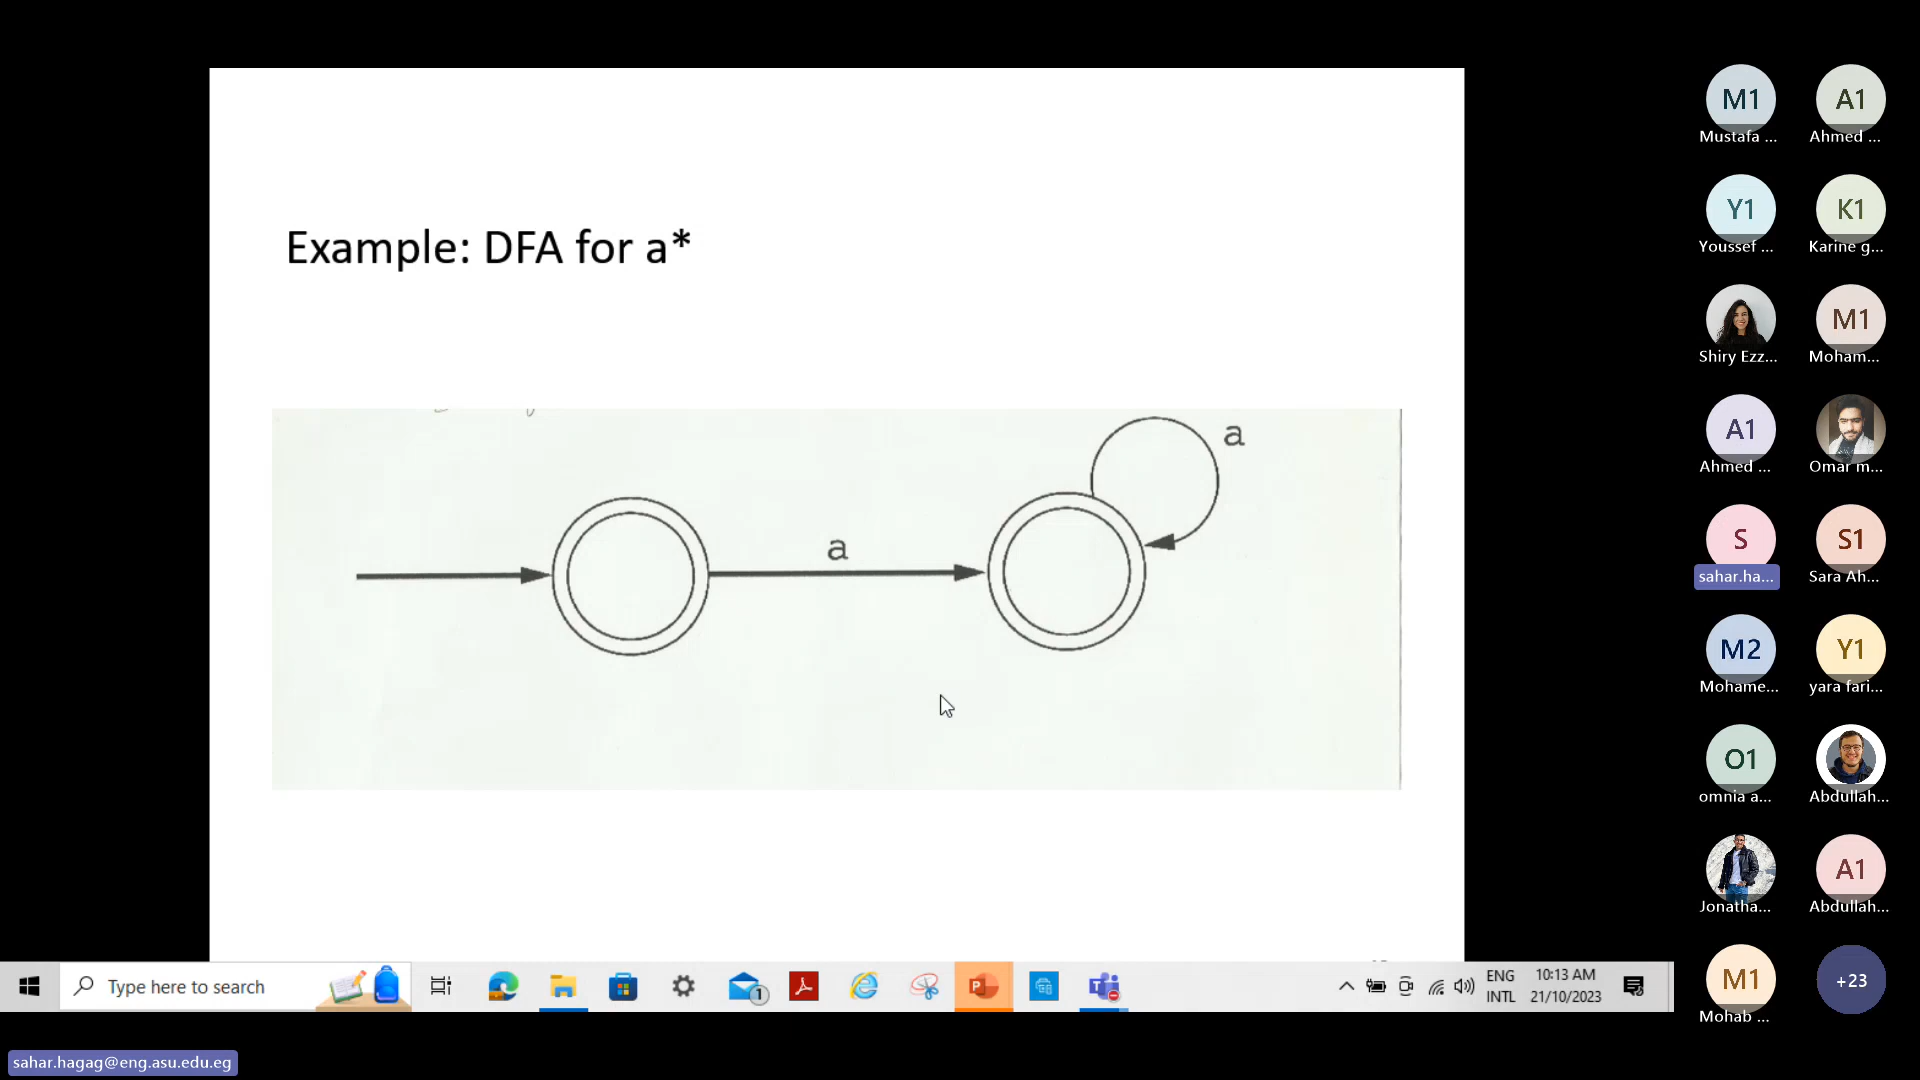 Example: DFA for a*
a
a
M1
Mustafa ...
A1
Ahmed ...
Y1
Youssef ...
K1
Karine g...
Shiry Ezz...
M1
Moham...
A1
Ahmed ...
Omar m...
S
sahar.ha...
S1
Sara Ah...
M2
Mohame...
Y1
yara fari...
O1
omnia a...
Abdullah...
Jonatha...
A1
Abdullah...
M1
Mohab ...
+23
Type here to search
1
ENG
INTL
10:13 AM
21/10/2023
sahar.hagag@eng.asu.edu.eg